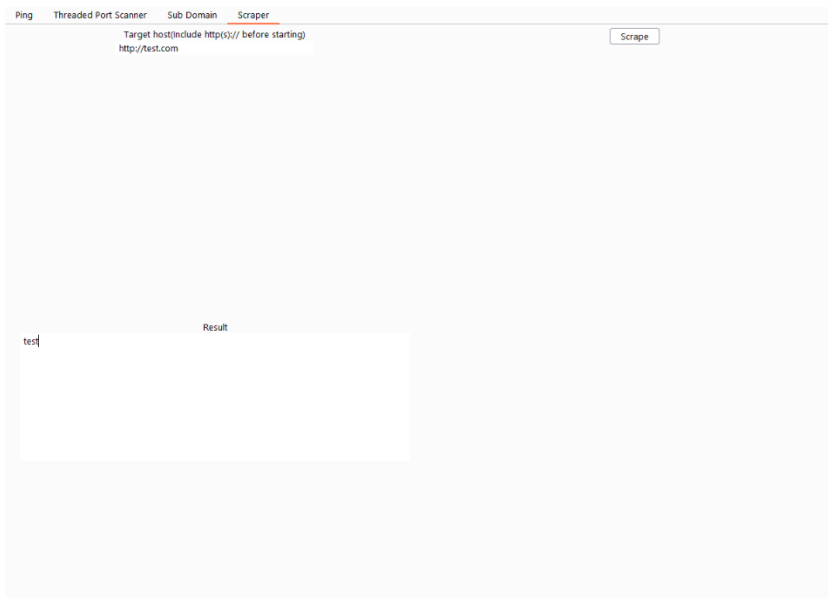 Ping Threaded Port Scanner Sub Domain Scraper
Target host(Include http(s):// before starting) Scrape
http://test.com
Result
test